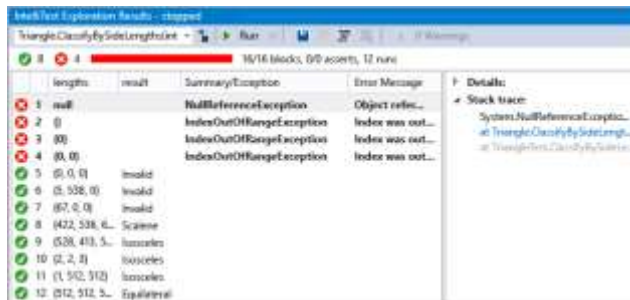 IntelliTest Exploration Results - stopped
Triangle.ClassifyBySideLengths(int Run
8 4 16/16 blocks, 0/0 asserts, 12 runs
lengths result Summary/Exception Error Message
1 null NullReferenceException Object refer...
2 {} IndexOutOfRangeException Index was out...
3 {0} IndexOutOfRangeException Index was out...
4 {0, 0} IndexOutOfRangeException Index was out...
5 {0, 0, 0} Invalid
6 {5, 538, 0} Invalid
7 {67, 0, 0} Invalid
8 {422, 538, 6... Scalene
9 {528, 413, 5... Isosceles
10 {2, 2, 3} Isosceles
11 {1, 512, 512} Isosceles
12 {512, 512, 5... Equilateral
Details:
Stack trace:
System.NullReferenceExceptio...
at Triangle.ClassifyBySideLengt...
at TriangleTest.ClassifyBySideLe...